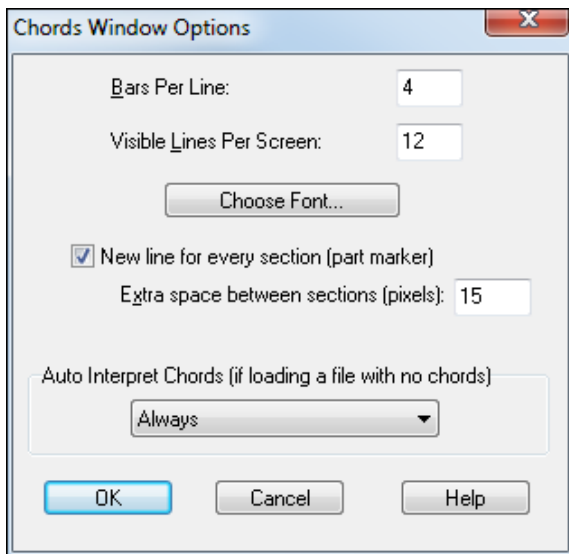 Chords Window Options
Bars Per Line: 4
Visible Lines Per Screen: 12
Choose Font...
New line for every section (part marker)
Extra space between sections (pixels): 15
Auto Interpret Chords (if loading a file with no chords)
Always
OK Cancel Help